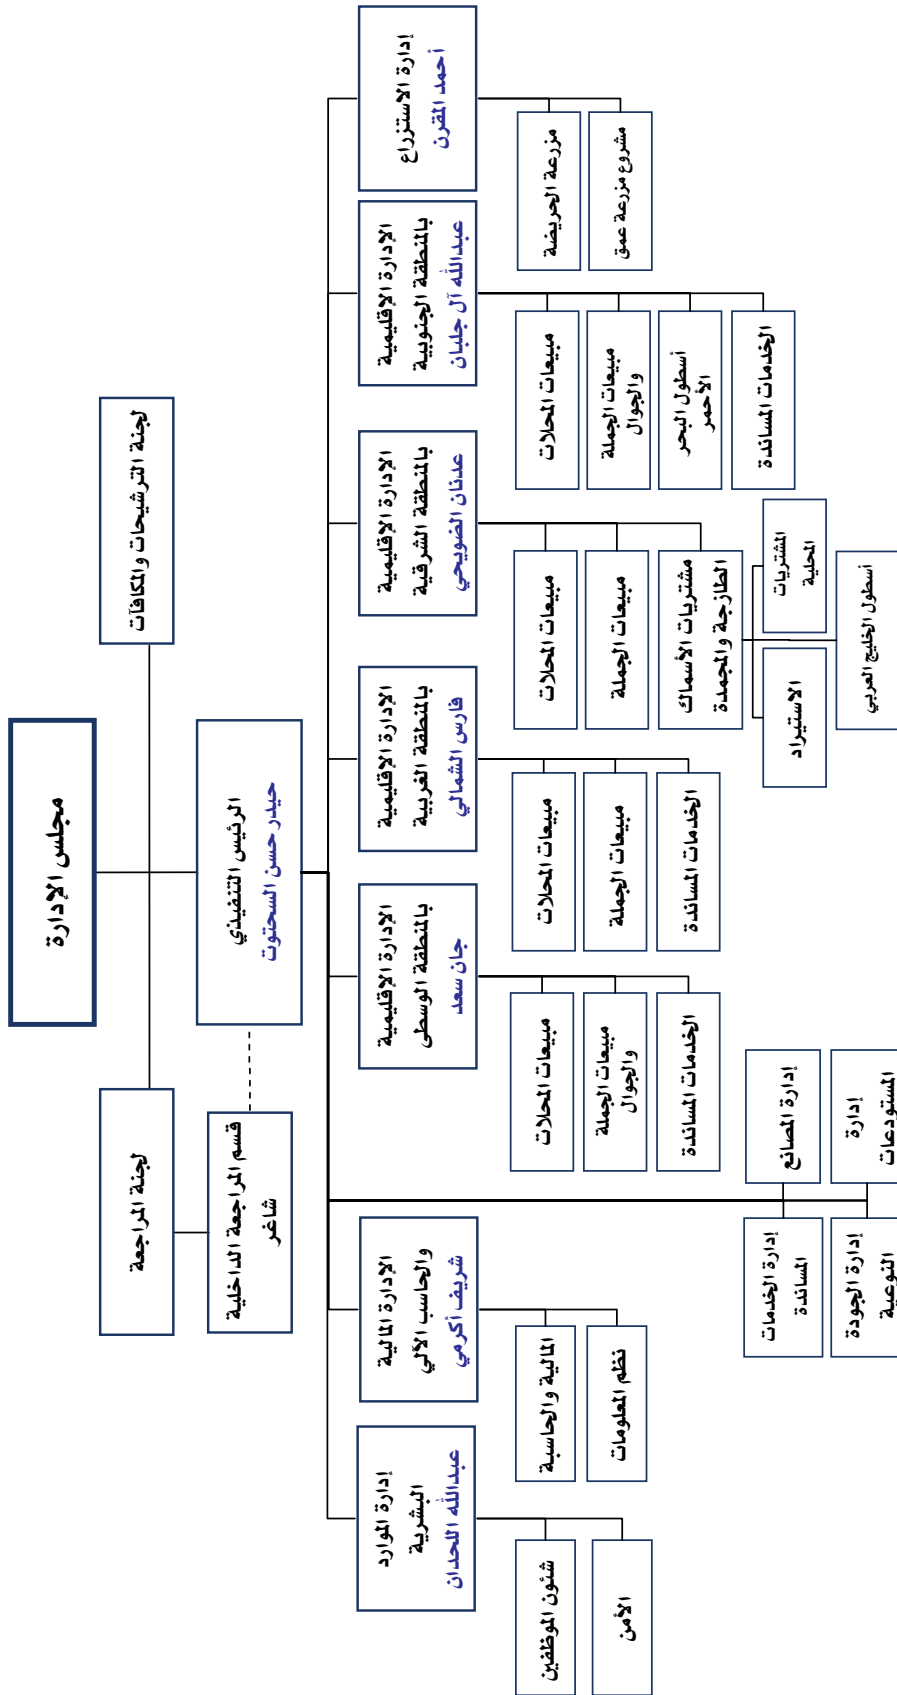 مجلس الإدارة
لجنة الترشيحات والمكافآت
لجنة المراجعة
الرئيس التنفيذي
حيدر حسن السحتوت
قسم المراجعة الداخلية
شاغر
إدارة الاستزراع
أحمد المقرن
مزرعة الحريضة
مشروع مزرعة عمق
الإدارة الإقليمية
بالمنطقة الجنوبية
عبدالله آل جلبان
مبيعات المحلات
مبيعات الجملة
والجوال
أسطول البحر
الأحمر
الخدمات المساندة
الإدارة الإقليمية
بالمنطقة الشرقية
عدنان الضويحي
مبيعات المحلات
مبيعات الجملة
مشتريات الأسماك
الطازجة والمجمدة
المشتريات
المحلية
الاستيراد
أسطول الخليج العربي
الإدارة الإقليمية
بالمنطقة الغربية
فارس الشمالي
مبيعات المحلات
مبيعات الجملة
الخدمات المساندة
الإدارة الإقليمية
بالمنطقة الوسطى
جان سعد
مبيعات المحلات
مبيعات الجملة
والجوال
الخدمات المساندة
إدارة المصانع
إدارة
المستودعات
إدارة الخدمات
المساندة
إدارة الجودة
النوعية
الإدارة المالية
والحاسب الآلي
شريف أكرمي
المالية والحاسبة
نظم المعلومات
إدارة الموارد
البشرية
عبدالله اللحدان
شئون الموظفين
الأمن